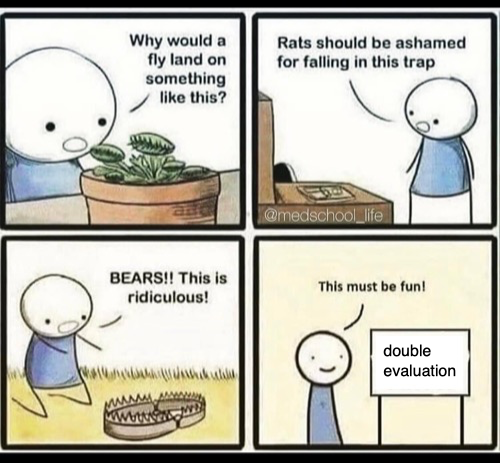 Why would a
fly land on
something
like this?
Rats should be ashamed
for falling in this trap
@medschool_life
BEARS!! This is
ridiculous!
This must be fun!
double
evaluation